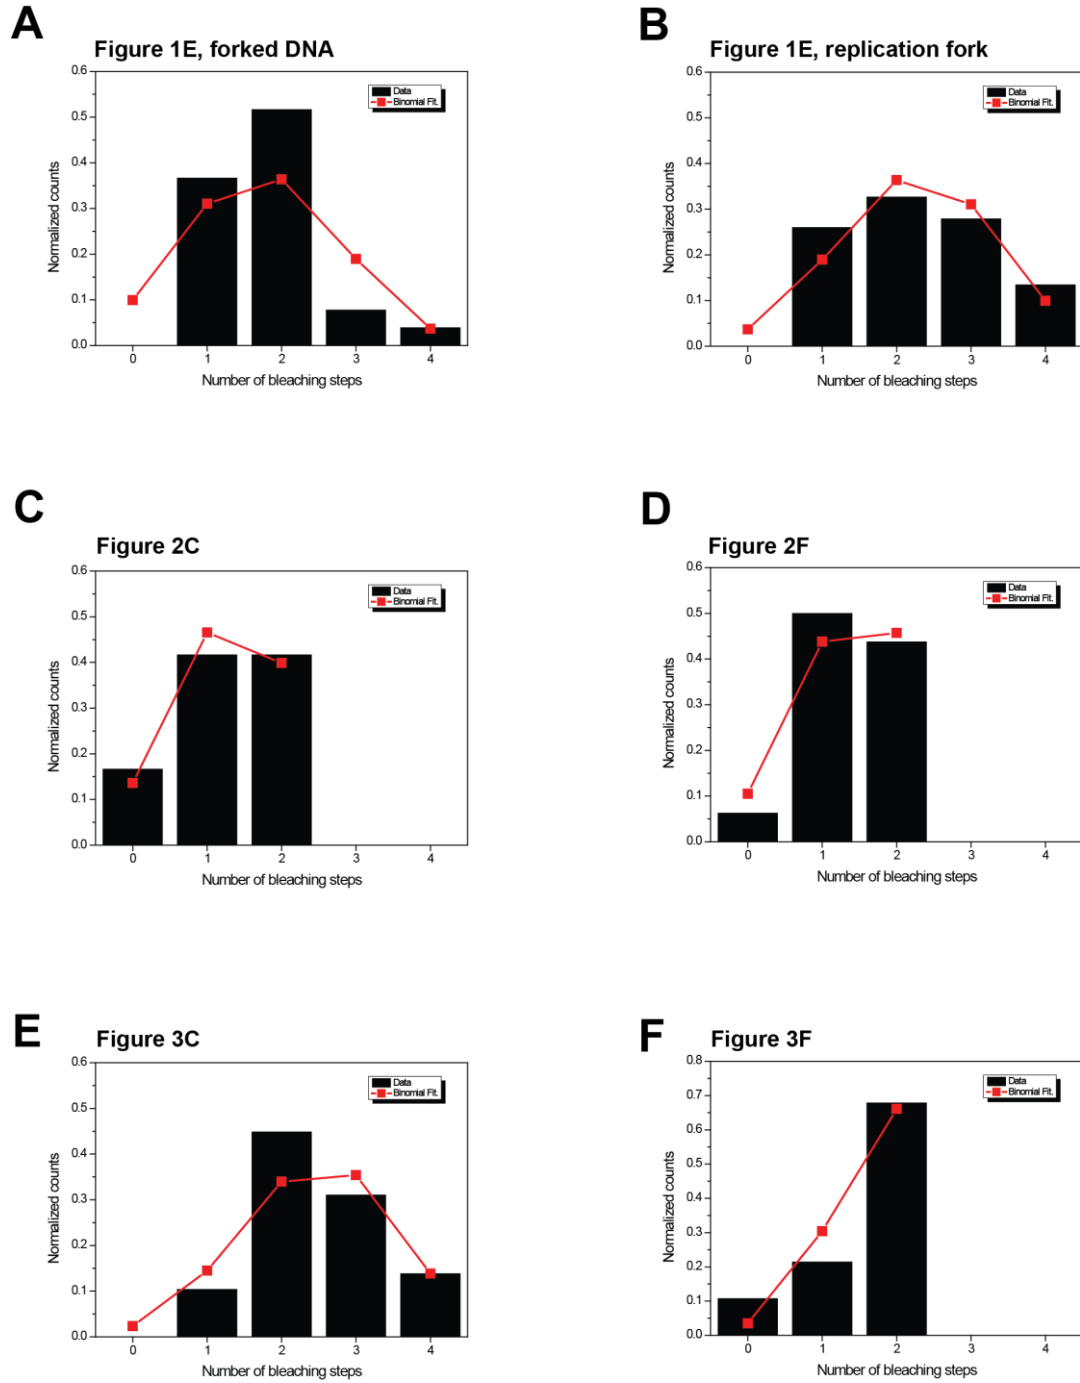 A
Figure 1E, forked DNA
0.6
0.5
0.4
0.3
0.2
0.1
0.0
Normalized counts
Data
Binomial Fit.
0 1 2 3 4
Number of bleaching steps
B
Figure 1E, replication fork
0.6
0.5
0.4
0.3
0.2
0.1
0.0
Normalized counts
Data
Binomial Fit.
0 1 2 3 4
Number of bleaching steps
C
Figure 2C
0.6
0.5
0.4
0.3
0.2
0.1
0.0
Normalized counts
Data
Binomial Fit.
0 1 2 3 4
Number of bleaching steps
D
Figure 2F
0.6
0.5
0.4
0.3
0.2
0.1
0.0
Normalized counts
Data
Binomial Fit.
0 1 2 3 4
Number of bleaching steps
E
Figure 3C
0.6
0.5
0.4
0.3
0.2
0.1
0.0
Normalized counts
Data
Binomial Fit.
0 1 2 3 4
Number of bleaching steps
F
Figure 3F
0.8
0.7
0.6
0.5
0.4
0.3
0.2
0.1
0.0
Normalized counts
Data
Binomial Fit.
0 1 2 3 4
Number of bleaching steps